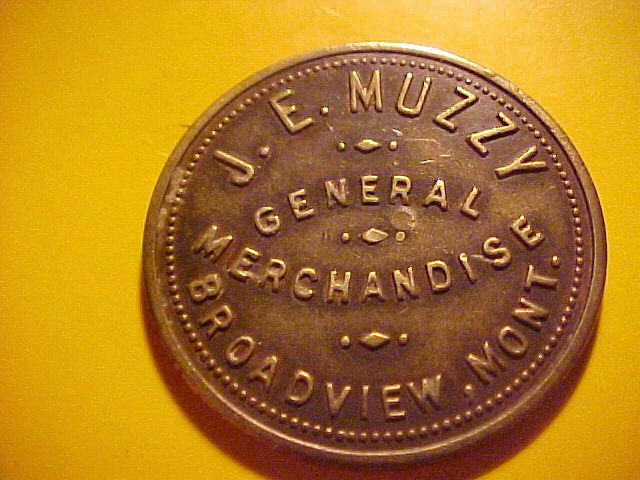 J. E. MUZZY
GENERAL
MERCHANDISE
BROADVIEW, MONT.